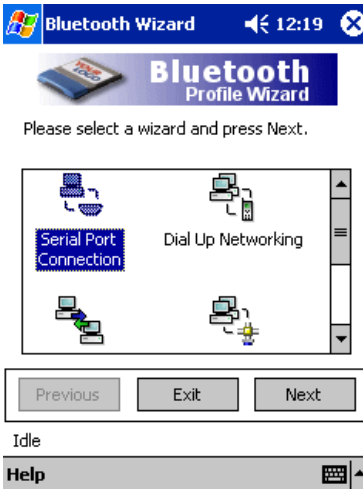 Bluetooth Wizard 12:19
YOUR
LOGO
Bluetooth
Profile Wizard
Please select a wizard and press Next.
Serial Port
Connection
Dial Up Networking
Previous Exit Next
Idle
Help